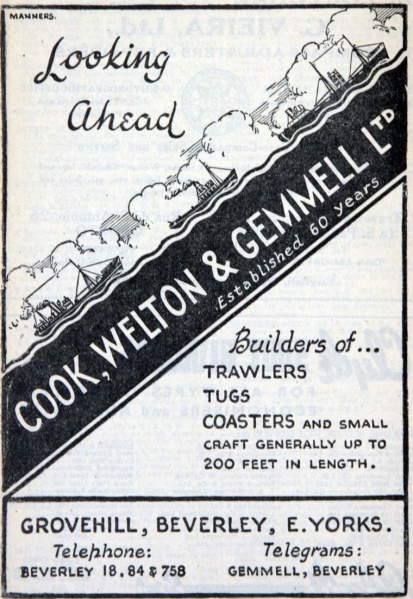 MANNERS.
Looking
Ahead
COOK, WELTON & GEMMELL LTD
Established 60 years
Builders of...
TRAWLERS
TUGS
COASTERS AND SMALL
CRAFT GENERALLY UP TO
200 FEET IN LENGTH.
GROVEHILL, BEVERLEY, E. YORKS.
Telephone:
BEVERLEY 18, 84 & 758
Telegrams:
GEMMELL, BEVERLEY